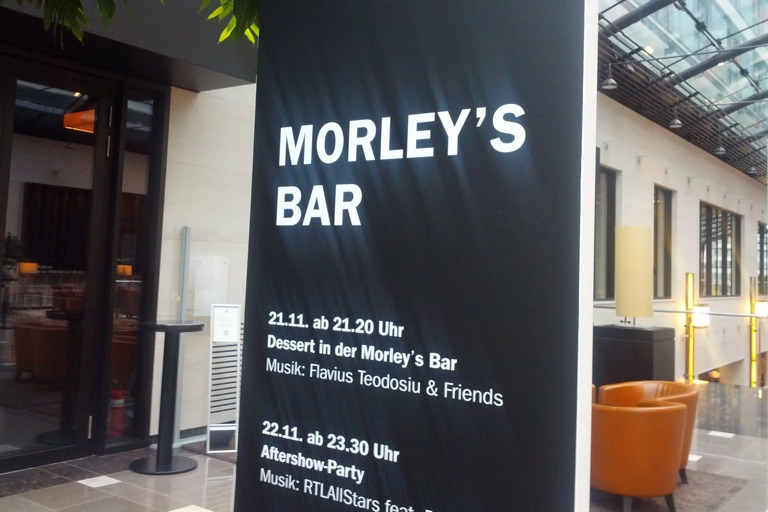 MORLEY'S
BAR
21.11. ab 21.20 Uhr
Dessert in der Morley's Bar
Musik: Flavius Teodosiu & Friends
22.11. ab 23.30 Uhr
Aftershow-Party
Musik: RTLAllStars feat.